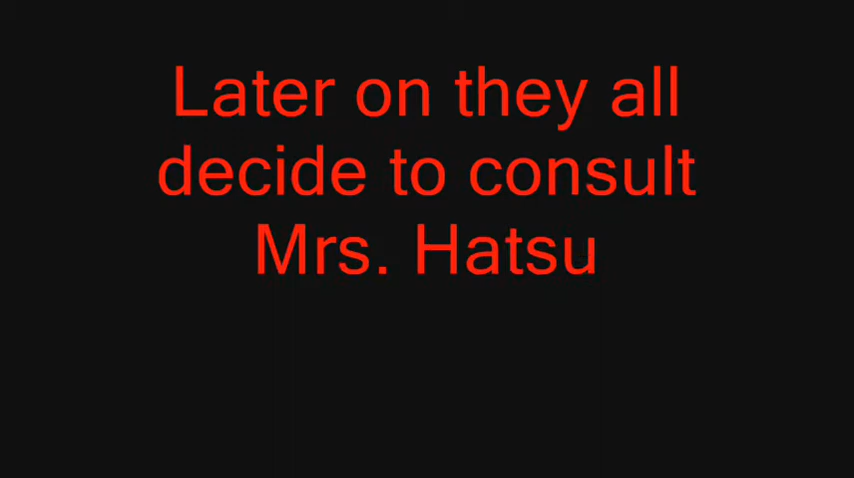 Later on they all
decide to consult
Mrs. Hatsu